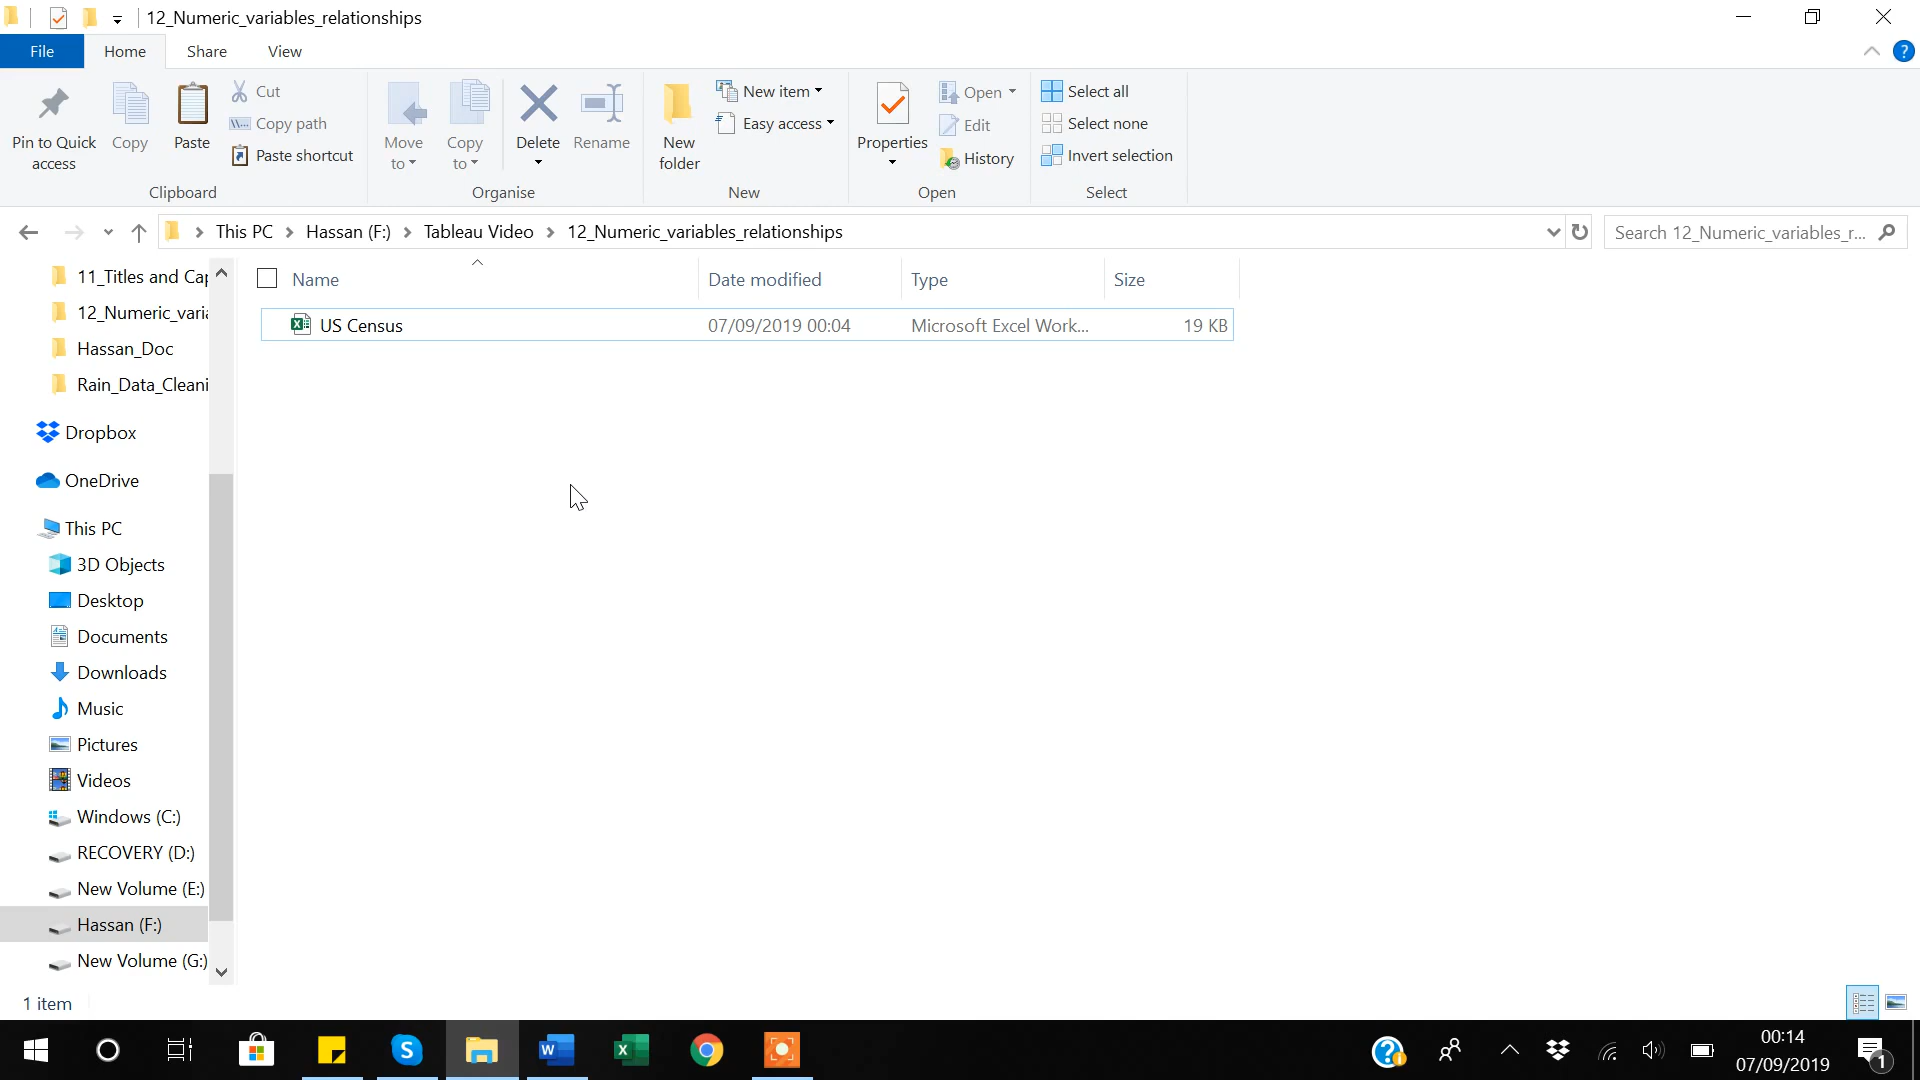 12_Numeric_variables_relationships
File Home Share View
Pin to Quick access
Copy
Paste
Cut
Copy path
Paste shortcut
Clipboard
Move to
Copy to
Delete
Rename
Organise
New folder
New item
Easy access
New
Properties
Open
Edit
History
Open
Select all
Select none
Invert selection
Select
This PC > Hassan (F:) > Tableau Video > 12_Numeric_variables_relationships
Search 12_Numeric_variables_r...
Name Date modified Type Size
US Census 07/09/2019 00:04 Microsoft Excel Work... 19 KB
11_Titles and Cap
12_Numeric_varia
Hassan_Doc
Rain_Data_Cleani
Dropbox
OneDrive
This PC
3D Objects
Desktop
Documents
Downloads
Music
Pictures
Videos
Windows (C:)
RECOVERY (D:)
New Volume (E:)
Hassan (F:)
New Volume (G:)
1 item
00:14
07/09/2019
1